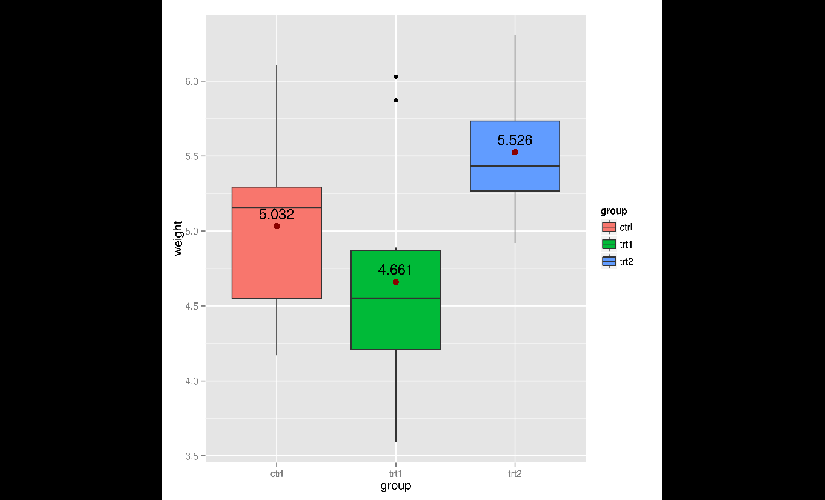 6.0
5.5
5.0
4.5
4.0
3.5
weight
5.032
4.661
5.526
ctrl
trt1
trt2
group
group
ctrl
trt1
trt2